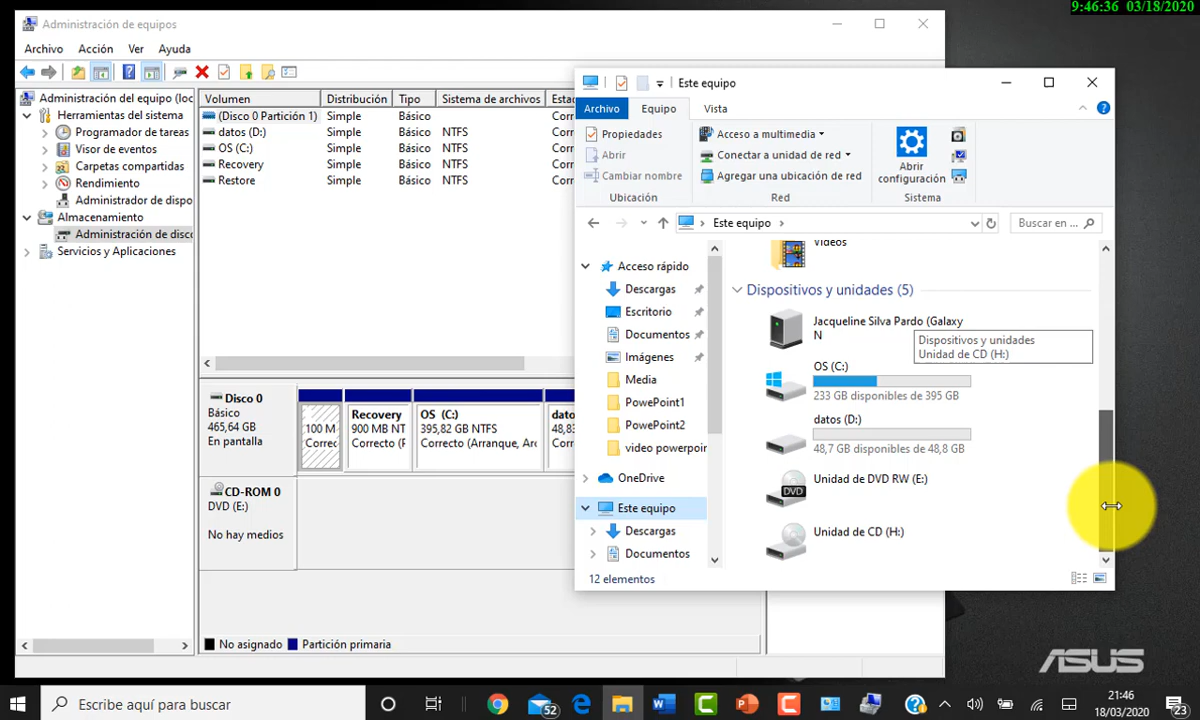 9:46:36 03/18/2020
Administración de equipos
Archivo Acción Ver Ayuda
Administración del equipo (loc
Herramientas del sistema
Programador de tareas
Visor de eventos
Carpetas compartidas
Rendimiento
Administrador de dispo
Almacenamiento
Administración de disco
Servicios y Aplicaciones
Volumen Distribución Tipo Sistema de archivos Estac
(Disco 0 Partición 1) Simple Básico Corr
datos (D:) Simple Básico NTFS Corr
OS (C:) Simple Básico NTFS Corr
Recovery Simple Básico NTFS Corr
Restore Simple Básico NTFS Corr
Disco 0
Básico
465,64 GB
En pantalla
100 M
Correc
Recovery
900 MB NT
Correcto (F
OS (C:)
395,82 GB NTFS
Correcto (Arranque, Arc
dato
48,83
Corre
CD-ROM 0
DVD (E:)
No hay medios
No asignado Partición primaria
Este equipo
Archivo Equipo Vista
Propiedades
Abrir
Cambiar nombre
Ubicación
Acceso a multimedia
Conectar a unidad de red
Agregar una ubicación de red
Red
Abrir
configuración
Sistema
Este equipo
Buscar en ...
Acceso rápido
Descargas
Escritorio
Documentos
Imágenes
Media
PowePoint1
PowePoint2
video powerpoin
OneDrive
Este equipo
Descargas
Documentos
Vídeos
Dispositivos y unidades (5)
Jacqueline Silva Pardo (Galaxy
N
Dispositivos y unidades
Unidad de CD (H:)
OS (C:)
233 GB disponibles de 395 GB
datos (D:)
48,7 GB disponibles de 48,8 GB
Unidad de DVD RW (E:)
DVD
Unidad de CD (H:)
12 elementos
ASUS
Escribe aquí para buscar
52
21:46
18/03/2020
23